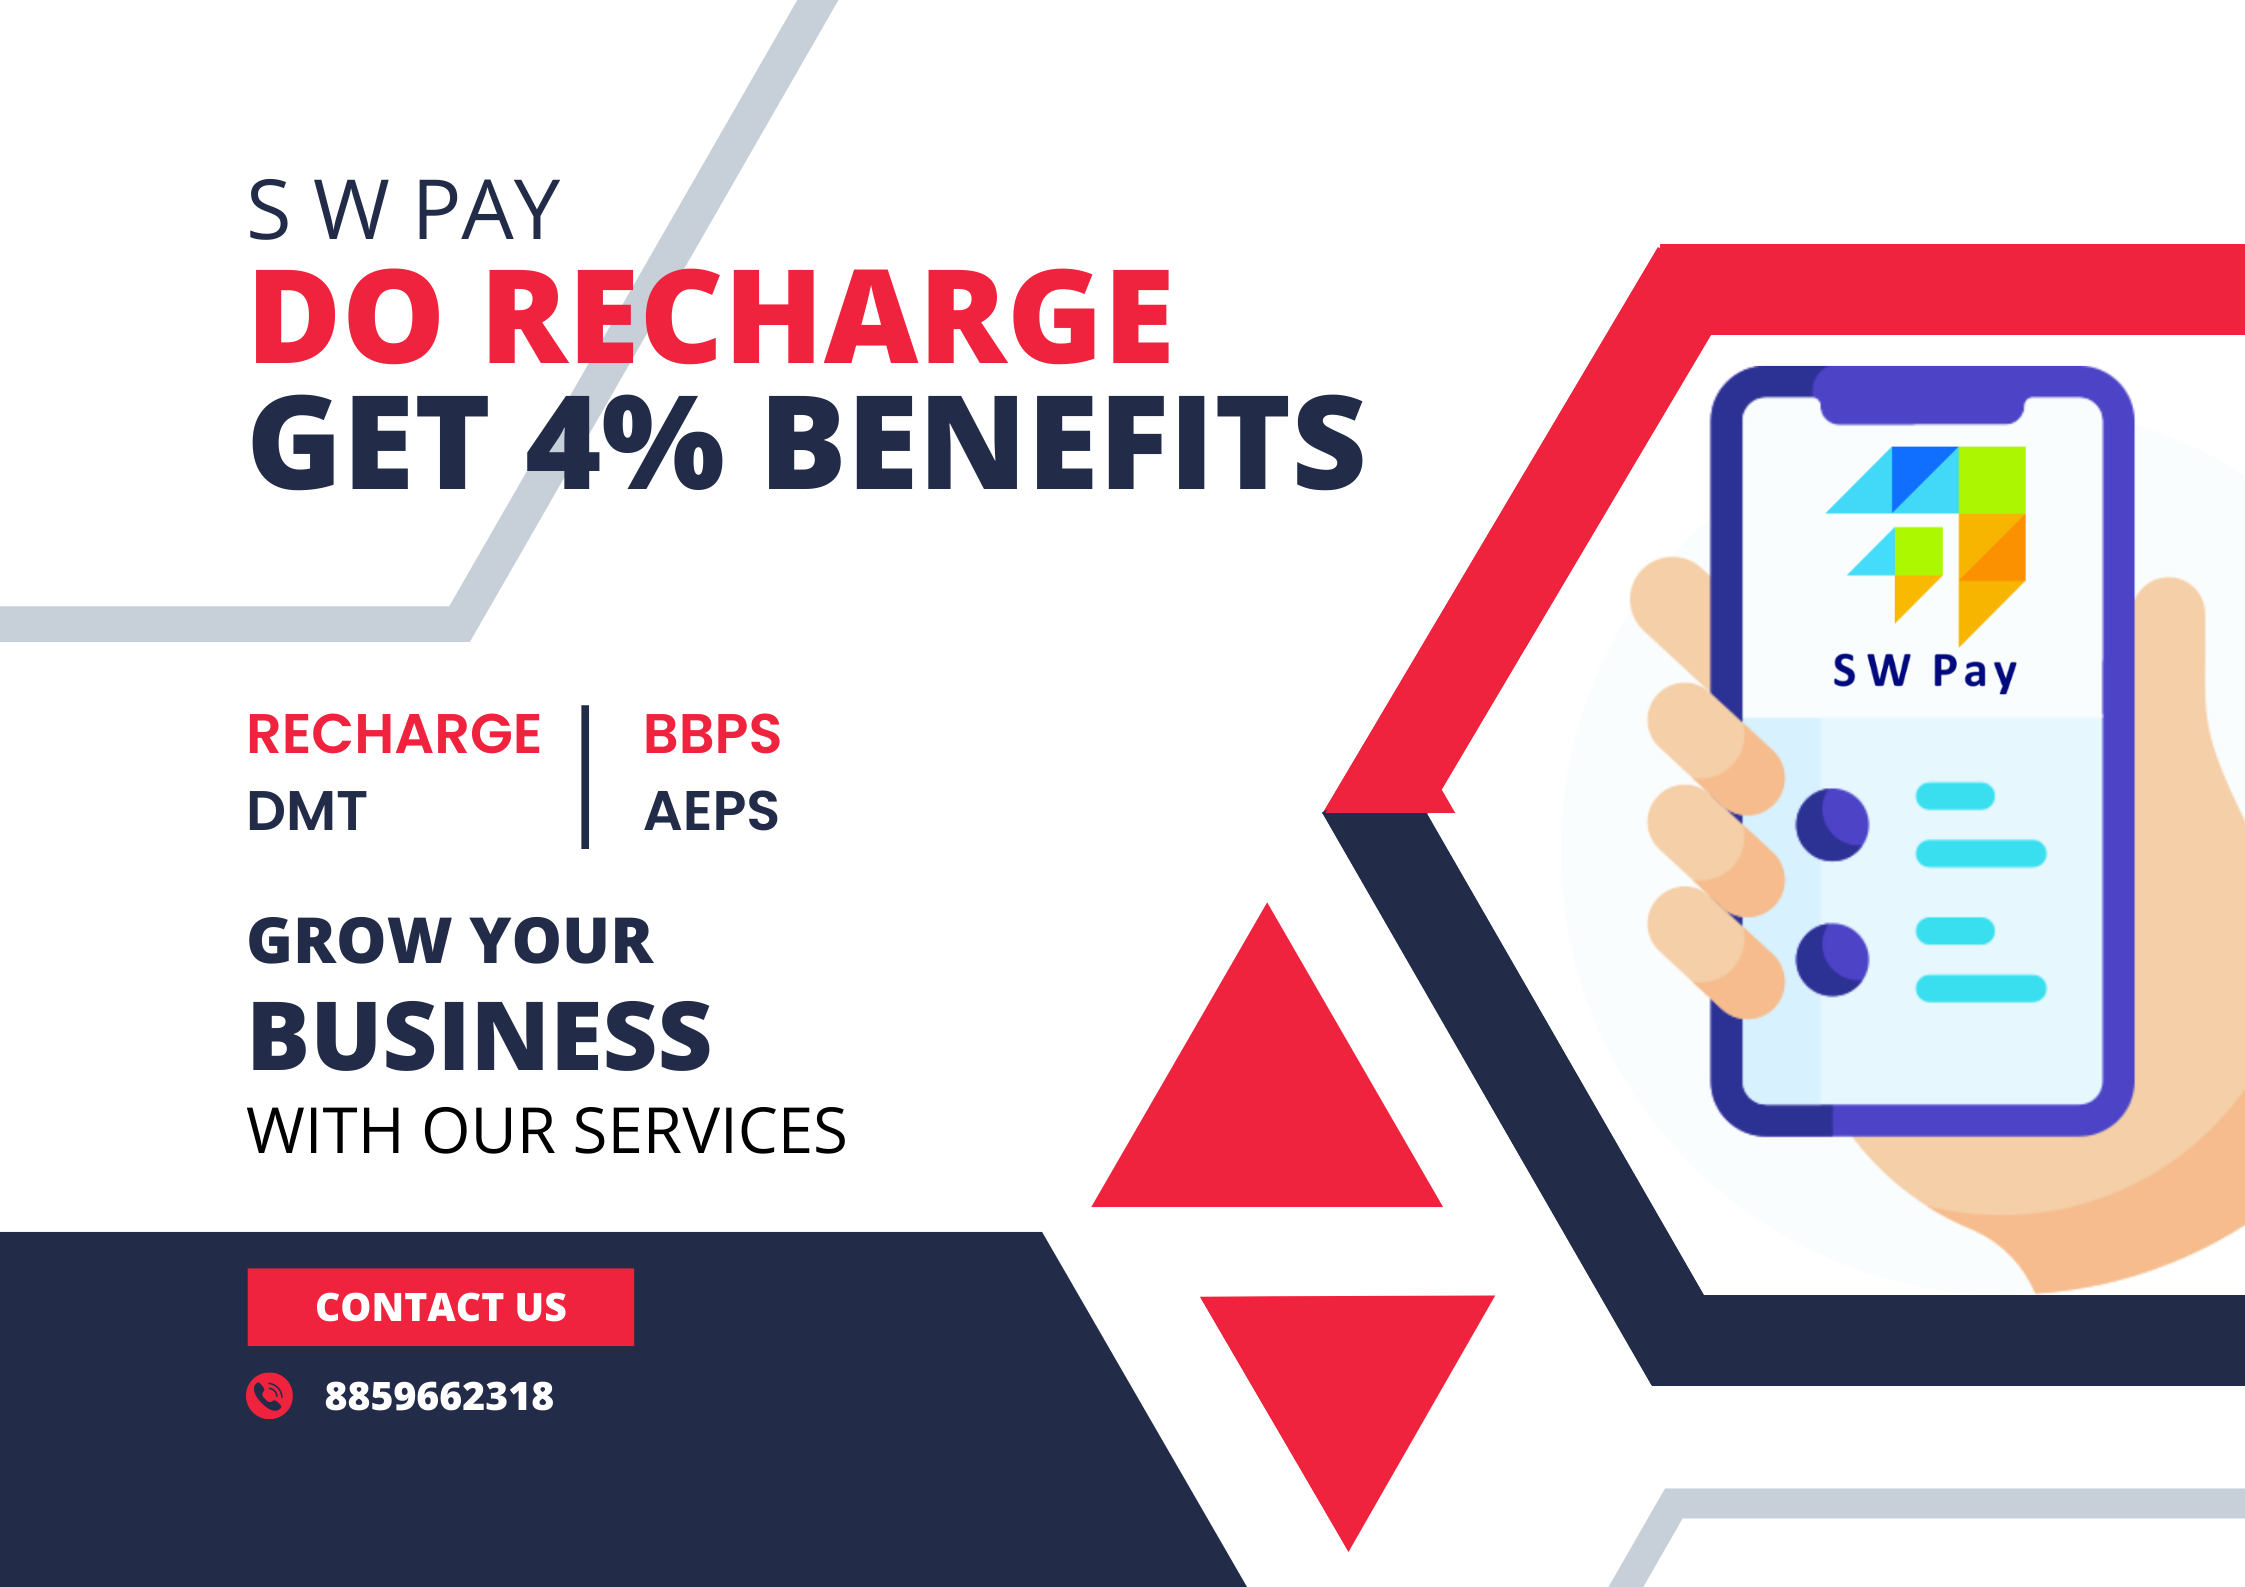 S W PAY
DO RECHARGE
GET 4% BENEFITS
RECHARGE
DMT
BBPS
AEPS
GROW YOUR
BUSINESS
WITH OUR SERVICES
CONTACT US
8859662318
S W Pay